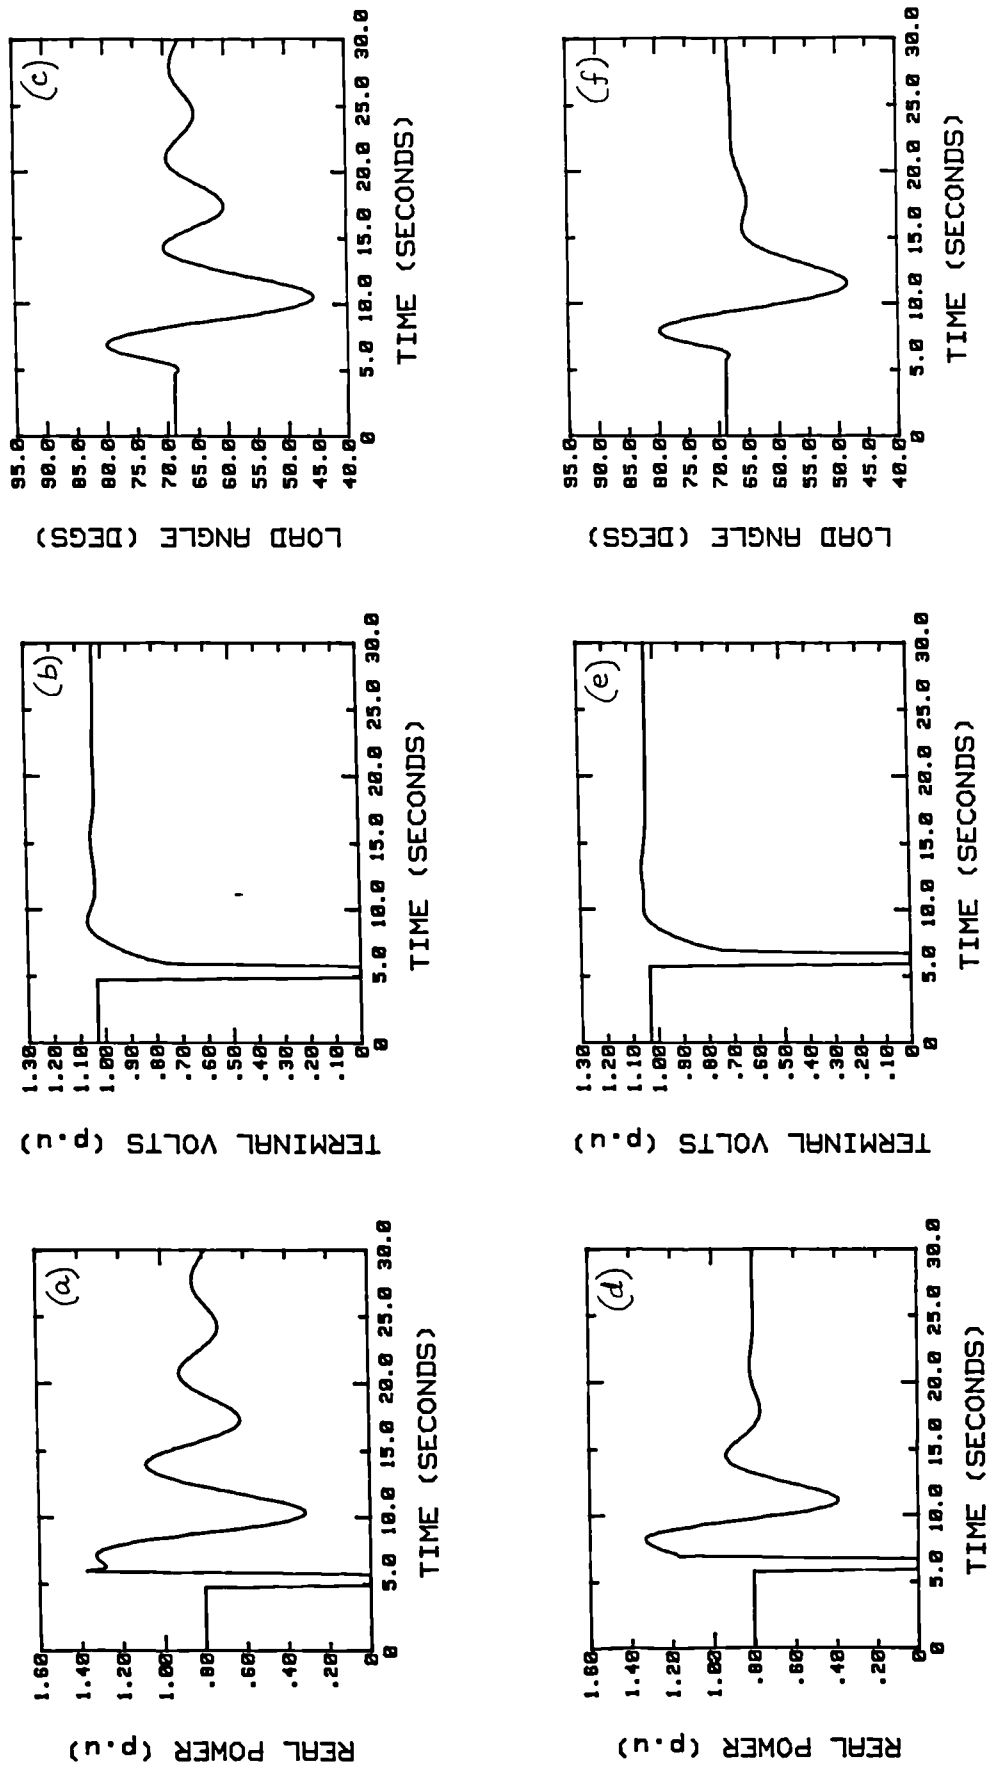 (a)
REAL POWER (p.u)
1.60
1.40
1.20
1.00
.80
.60
.40
.20
0
0 5.0 10.0 15.0 20.0 25.0 30.0
TIME (SECONDS)
(b)
TERMINAL VOLTS (p.u)
1.30
1.20
1.10
1.00
.90
.80
.70
.60
.50
.40
.30
.20
.10
0
0 5.0 10.0 15.0 20.0 25.0 30.0
TIME (SECONDS)
(c)
LOAD ANGLE (DEGS)
95.0
90.0
85.0
80.0
75.0
70.0
65.0
60.0
55.0
50.0
45.0
40.0
0 5.0 10.0 15.0 20.0 25.0 30.0
TIME (SECONDS)
(d)
REAL POWER (p.u)
1.60
1.40
1.20
1.00
.80
.60
.40
.20
0
0 5.0 10.0 15.0 20.0 25.0 30.0
TIME (SECONDS)
(e)
TERMINAL VOLTS (p.u)
1.30
1.20
1.10
1.00
.90
.80
.70
.60
.50
.40
.30
.20
.10
0
0 5.0 10.0 15.0 20.0 25.0 30.0
TIME (SECONDS)
(f)
LOAD ANGLE (DEGS)
95.0
90.0
85.0
80.0
75.0
70.0
65.0
60.0
55.0
50.0
45.0
40.0
0 5.0 10.0 15.0 20.0 25.0 30.0
TIME (SECONDS)